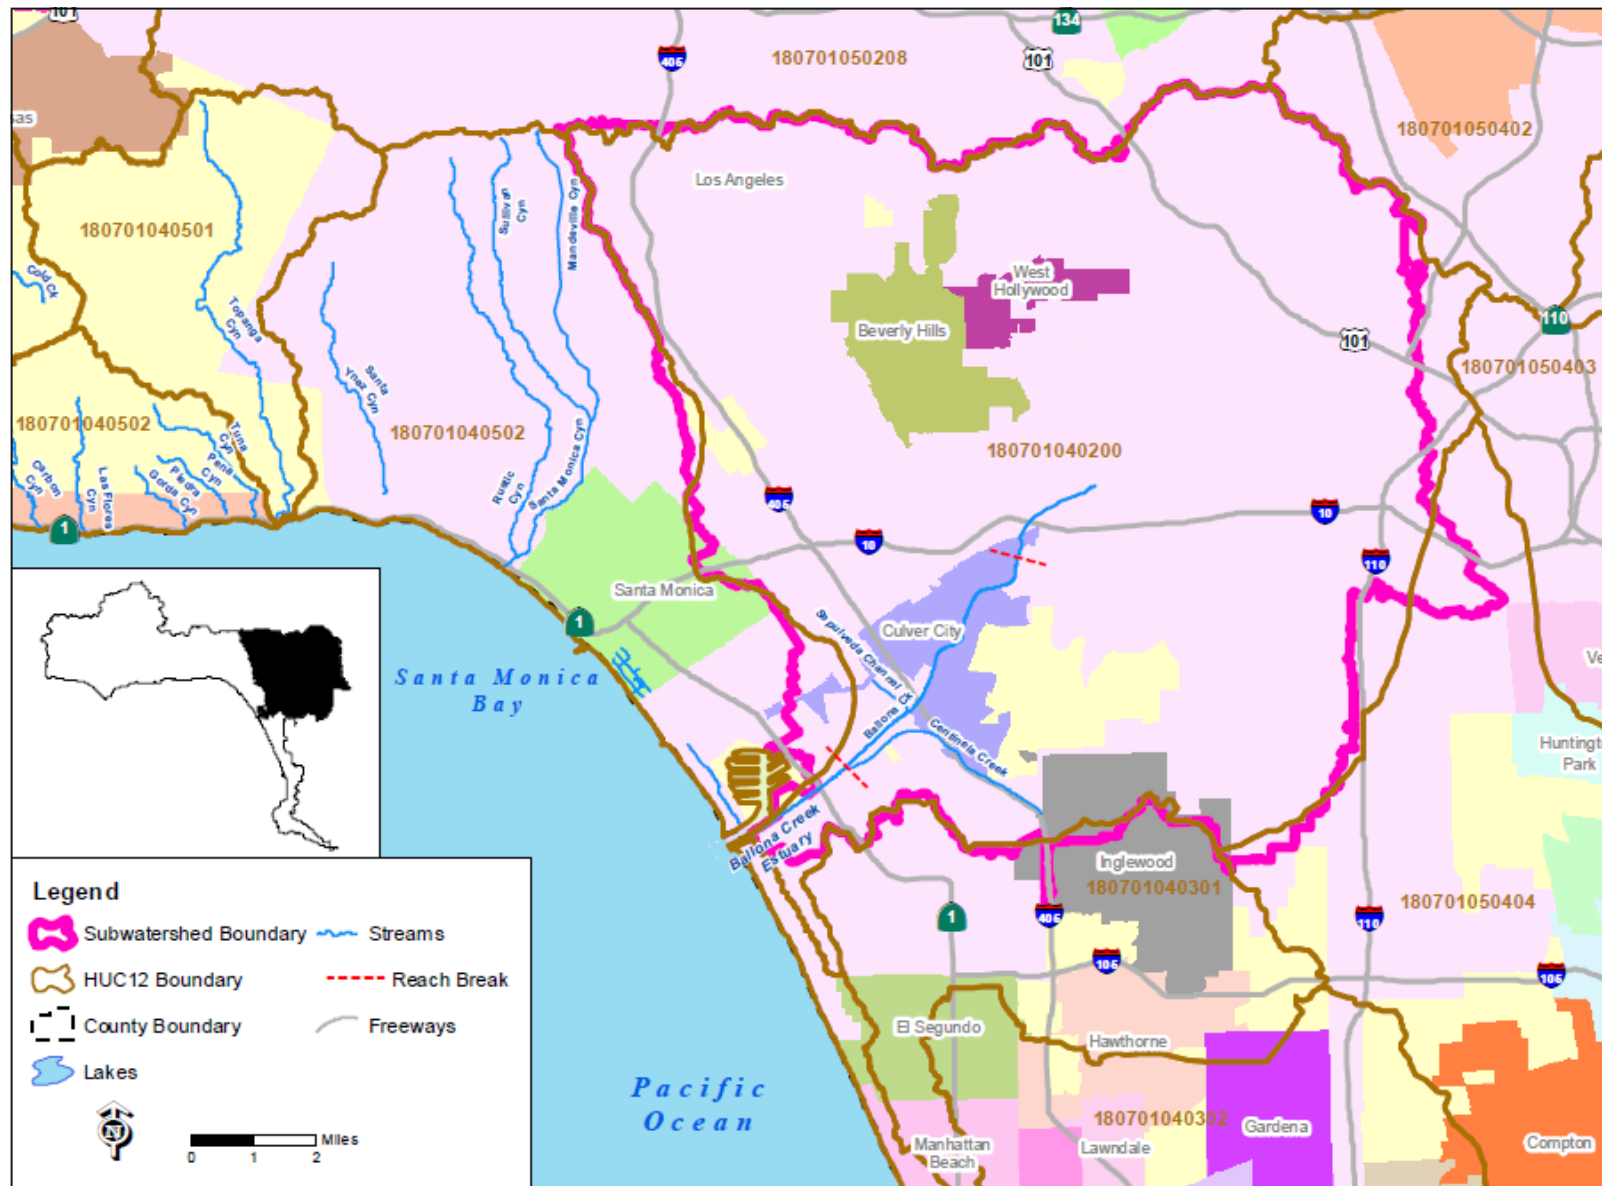 101
134
405
180701050208
101
sas
180701050402
Los Angeles
Sullivan
Cyn
Mandeville Cyn
180701040501
Cold Ck
West
Hollywood
Topanga
Cyn
Beverly Hills
110
101
Santa
Ynez Cyn
180701050403
180701040502
180701040502
180701040200
Tuna
Cyn
Pena
Cyn
Piedra
Gorda Cyn
Carbon
Cyn
Las Flores
Cyn
Rustic
Cyn
Santa Monica Cyn
405
10
1
10
110
Santa Monica
1
Sepulveda Channel
Culver City
Ve
Santa Monica
Bay
Ballona Ck
Centinela Creek
Huntingt
Park
Ballona Creek
Estuary
Inglewood
180701040301
180701050404
405
1
110
105
105
El Segundo
Hawthorne
Pacific
Ocean
180701040302
Gardena
Manhattan
Beach
Lawndale
Compton
Legend
Subwatershed Boundary
Streams
HUC12 Boundary
Reach Break
County Boundary
Freeways
Lakes
N
Miles
0 1 2